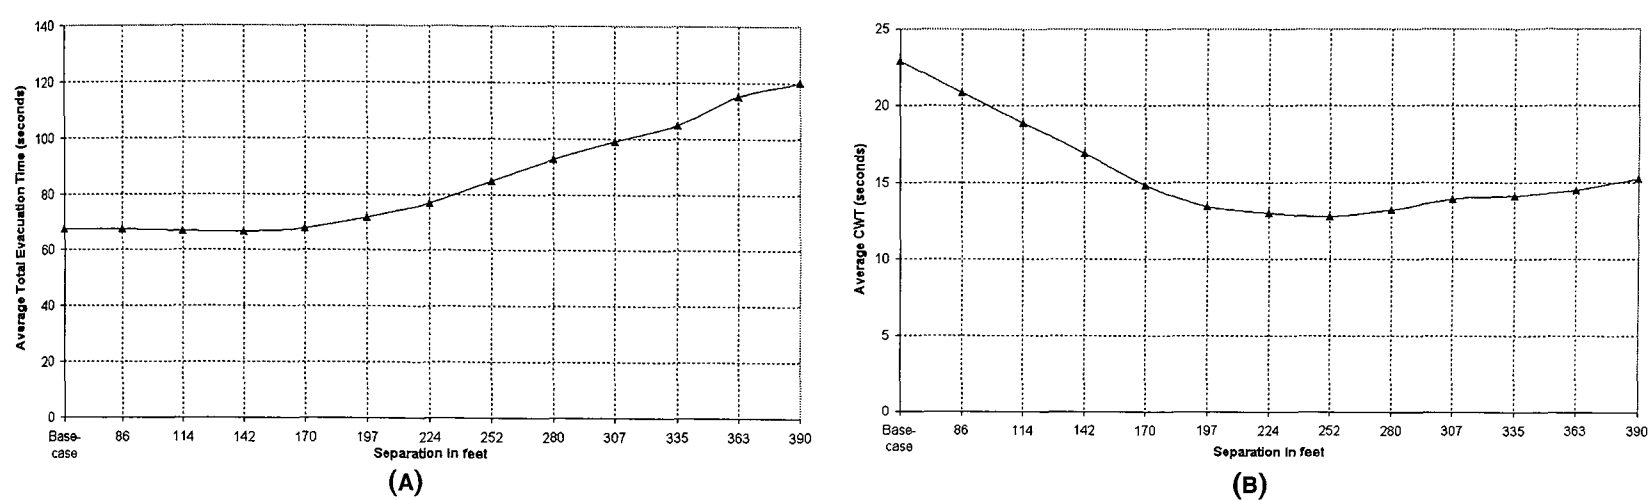 140
120
100
80
60
40
20
0
Average Total Evacuation Time (seconds)
Base-case 86 114 142 170 197 224 252 280 307 335 363 390
Separation in feet
(A)
25
20
15
10
5
0
Average CWT (seconds)
Base-case 86 114 142 170 197 224 252 280 307 335 363 390
Separation in feet
(B)